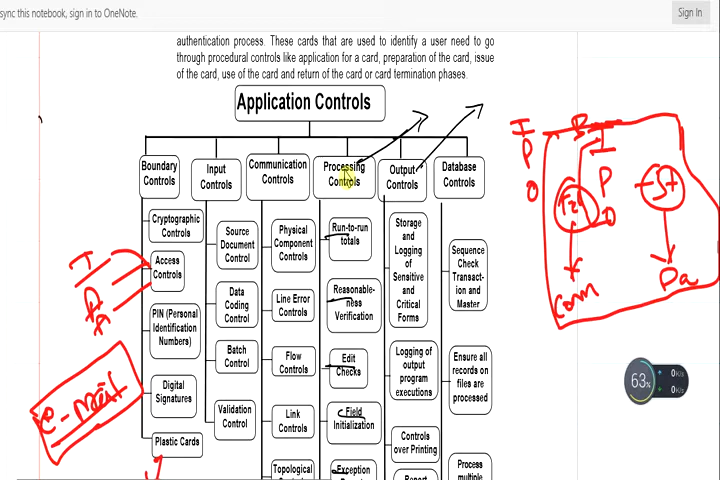 sync this notebook, sign in to OneNote.
Sign In
authentication process. These cards that are used to identify a user need to go
through procedural controls like application for a card, preparation of the card, issue
of the card, use of the card and return of the card or card termination phases.
Application Controls
Boundary
Controls
Cryptographic
Controls
Access
Controls
PIN (Personal
Identification
Numbers)
Digital
Signatures
Plastic Cards
Input
Controls
Source
Document
Control
Data
Coding
Control
Batch
Control
Validation
Control
Communication
Controls
Physical
Component
Controls
Line Error
Controls
Flow
Controls
Link
Controls
Topological
Processing
Controls
Run-to-run
totals
Reasonable-
ness
Verification
Edit
Checks
Field
Initialization
Exception
Output
Controls
Storage
and
Logging
of
Sensitive
and
Critical
Forms
Logging of
output
program
executions
Controls
over Printing
Report
Database
Controls
Sequence
Check
Transact-
ion and
Master
Ensure all
records on
files are
processed
Process
multiple
I
P
O
B
I
P
O
Com
Da
63%
+ 0K/s
+ 0K/s